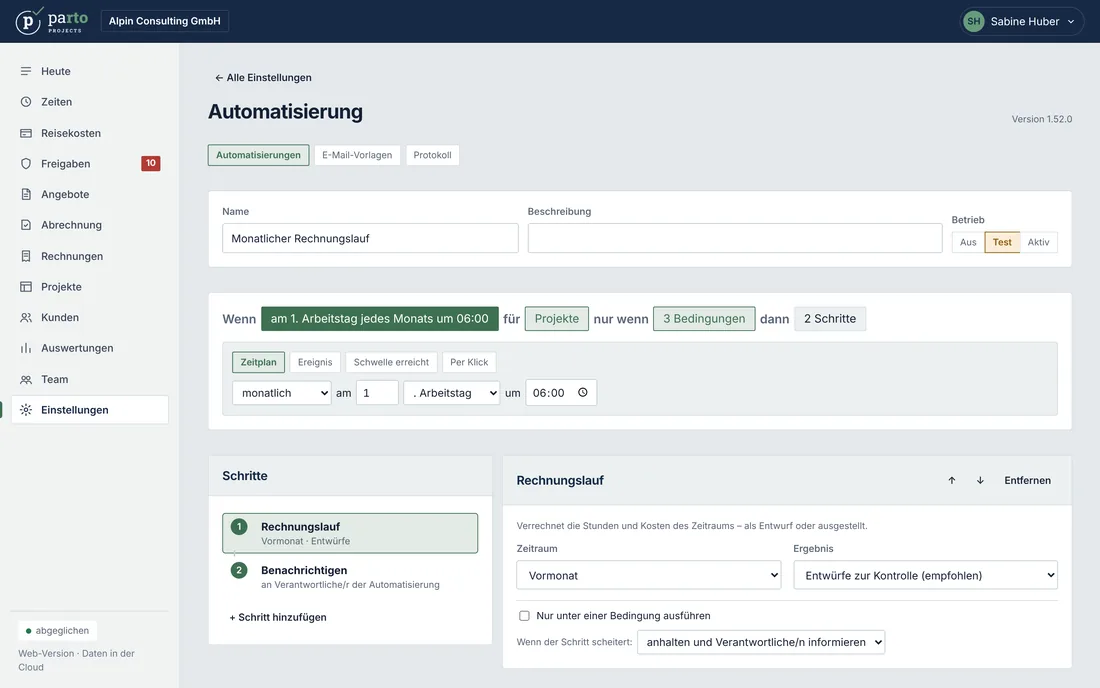 parto
PROJECTS
Alpin Consulting GmbH
SH Sabine Huber
Heute
Zeiten
Reisekosten
Freigaben 10
Angebote
Abrechnung
Rechnungen
Projekte
Kunden
Auswertungen
Team
Einstellungen
abgeglichen
Web-Version · Daten in der
Cloud
← Alle Einstellungen
Automatisierung
Version 1.52.0
Automatisierungen E-Mail-Vorlagen Protokoll
Name
Monatlicher Rechnungslauf
Beschreibung
Betrieb
Aus Test Aktiv
Wenn am 1. Arbeitstag jedes Monats um 06:00 für Projekte nur wenn 3 Bedingungen dann 2 Schritte
Zeitplan Ereignis Schwelle erreicht Per Klick
monatlich am 1 . Arbeitstag um 06:00
Schritte
1 Rechnungslauf
Vormonat · Entwürfe
2 Benachrichtigen
an Verantwortliche/r der Automatisierung
+ Schritt hinzufügen
Rechnungslauf ↑ ↓ Entfernen
Verrechnet die Stunden und Kosten des Zeitraums – als Entwurf oder ausgestellt.
Zeitraum
Vormonat
Ergebnis
Entwürfe zur Kontrolle (empfohlen)
Nur unter einer Bedingung ausführen
Wenn der Schritt scheitert: anhalten und Verantwortliche/n informieren